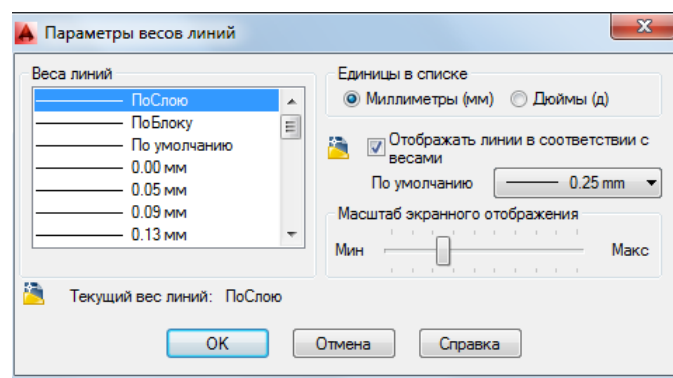 Параметры весов линий
Веса линий
ПоСлою
ПоБлоку
По умолчанию
0.00 мм
0.05 мм
0.09 мм
0.13 мм
Единицы в списке
Миллиметры (мм) Дюймы (д)
Отображать линии в соответствии с
весами
По умолчанию 0.25 mm
Масштаб экранного отображения
Мин Макс
Текущий вес линий: ПоСлою
OK Отмена Справка